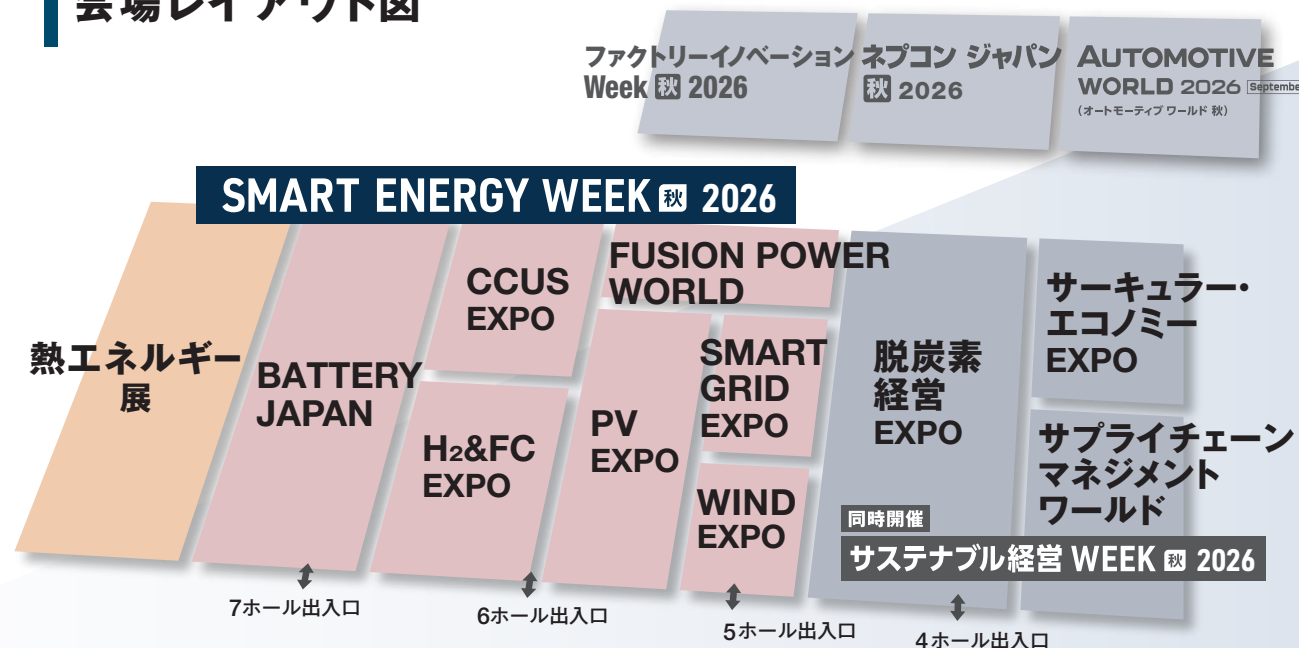 会場レイアウト図
ファクトリーイノベーション
Week 秋 2026
ネプコン ジャパン
秋 2026
AUTOMOTIVE
WORLD 2026 Septembe
（オートモーティブ ワールド 秋）
SMART ENERGY WEEK 秋 2026
熱エネルギー
展
BATTERY
JAPAN
CCUS
EXPO
H2&FC
EXPO
FUSION POWER
WORLD
PV
EXPO
SMART
GRID
EXPO
WIND
EXPO
脱炭素
経営
EXPO
サーキュラー・
エコノミー
EXPO
サプライチェーン
マネジメント
ワールド
同時開催
サステナブル経営 WEEK 秋 2026
7ホール出入口
6ホール出入口
5ホール出入口
4ホール出入口